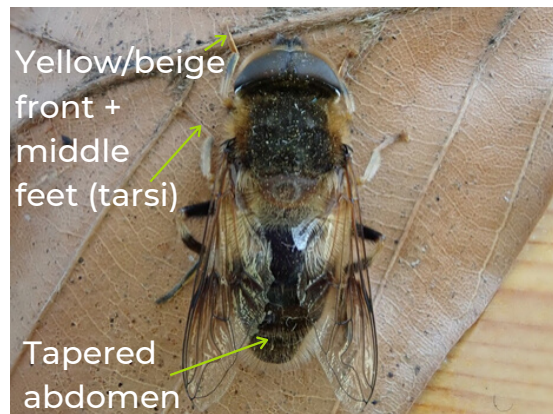 Yellow/beige
front +
middle
feet (tarsi)
Tapered
abdomen